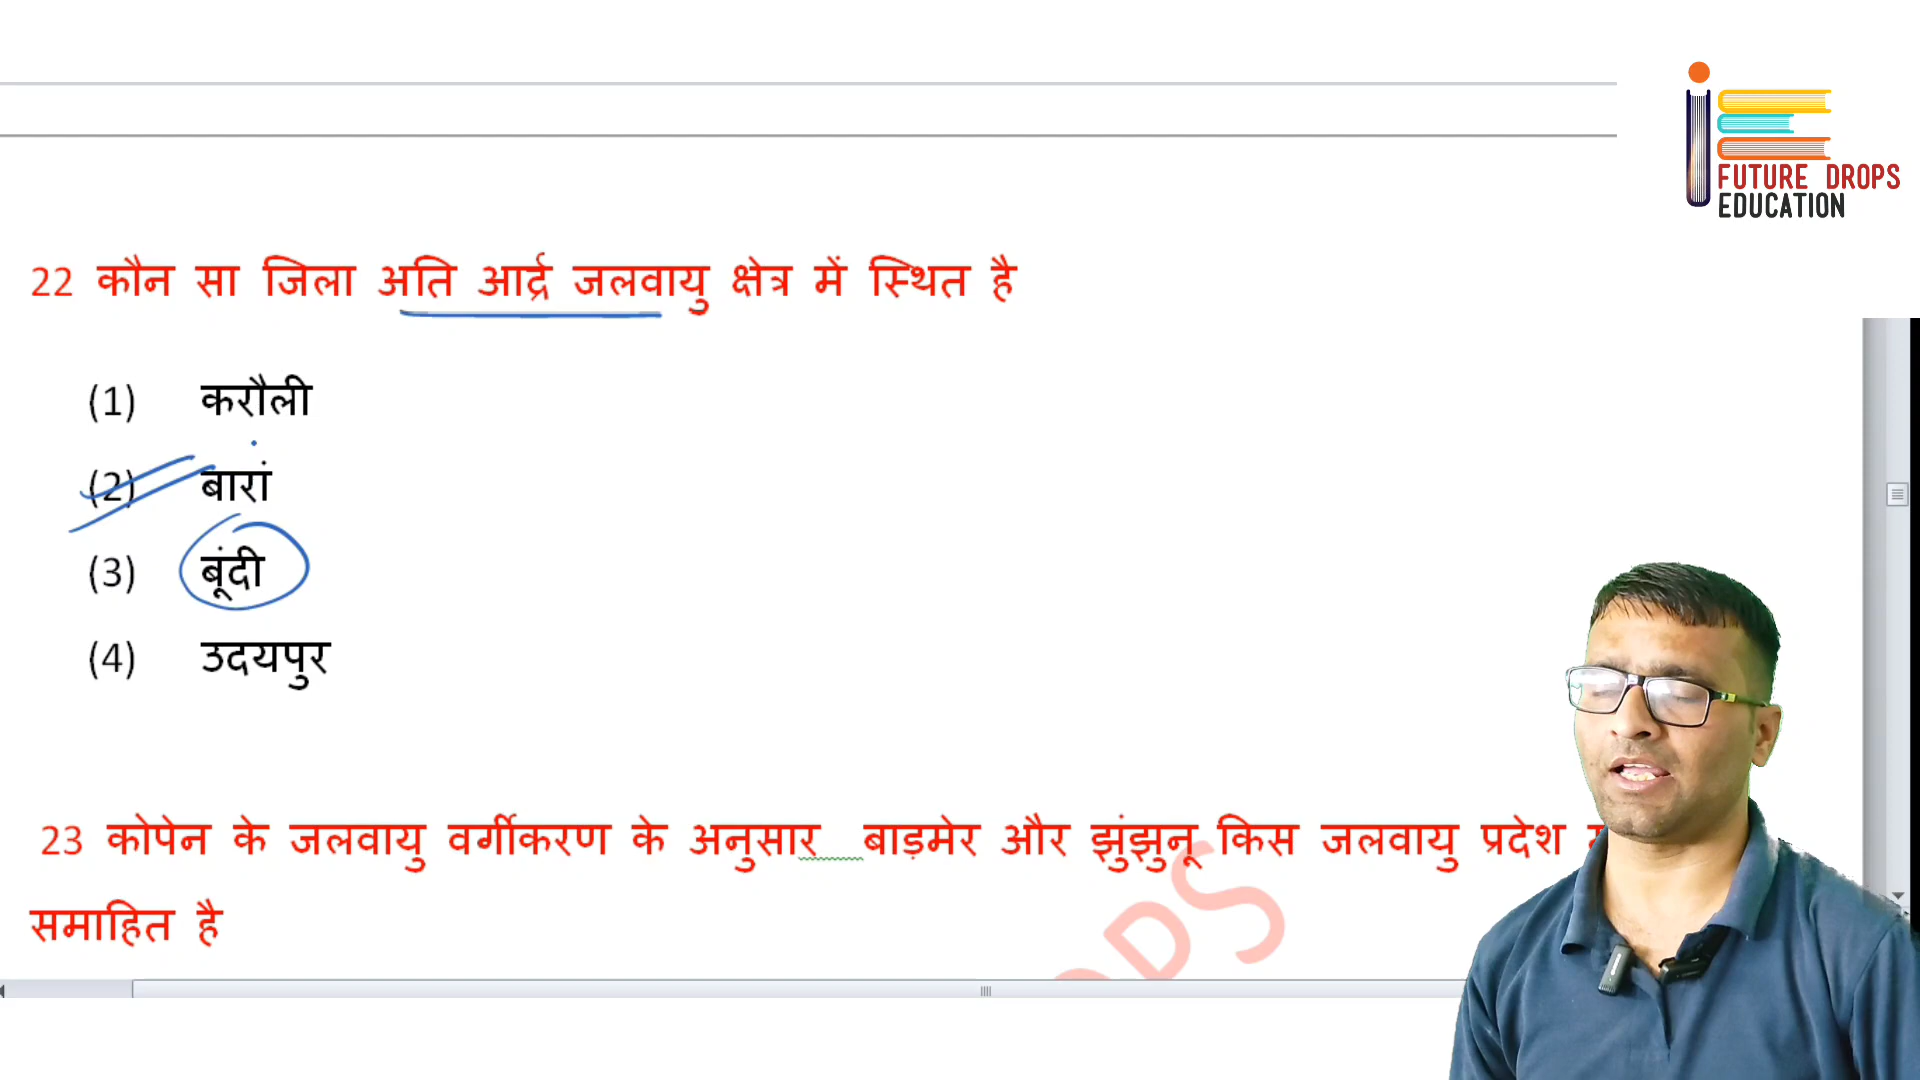 FUTURE DROPS
EDUCATION
22 कौन सा जिला अति आर्द्र जलवायु क्षेत्र में स्थित है
(1) करौली
(2) बारां
(3) बूंदी
(4) उदयपुर
23 कोपेन के जलवायु वर्गीकरण के अनुसार बाड़मेर और झुंझुनू किस जलवायु प्रदेश
समाहित है